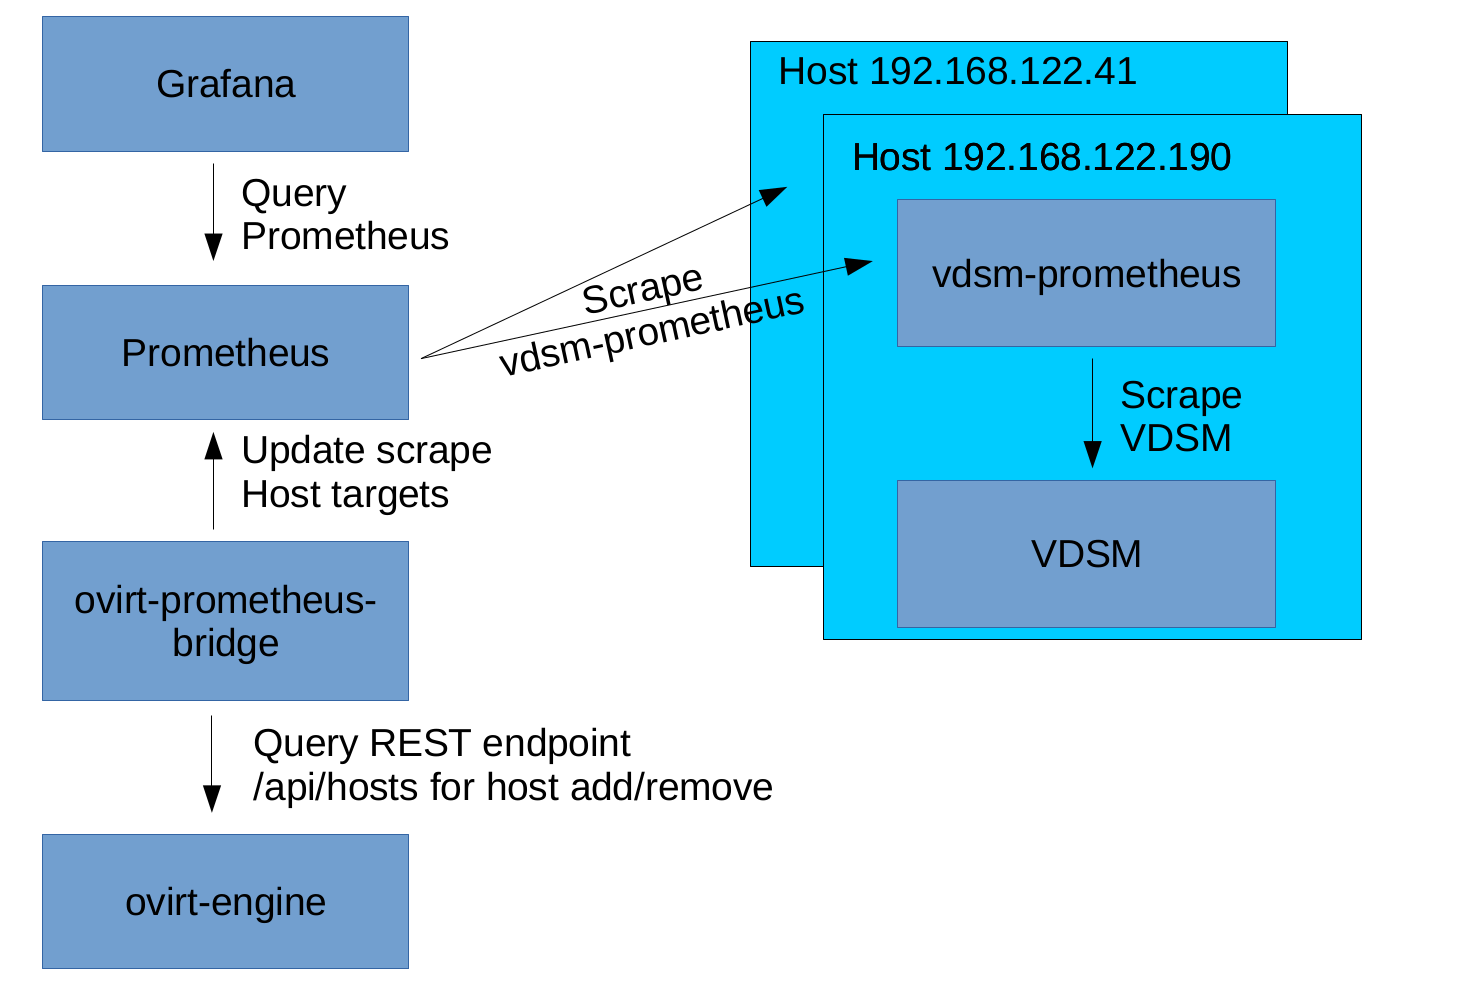 Grafana
Query
Prometheus
Prometheus
Update scrape
Host targets
ovirt-prometheus-
bridge
Query REST endpoint
/api/hosts for host add/remove
ovirt-engine
Scrape
vdsm-prometheus
Host 192.168.122.41
Host 192.168.122.190
vdsm-prometheus
Scrape
VDSM
VDSM